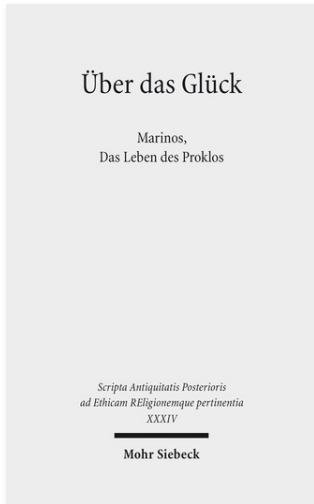 Über das Glück
Marinos,
Das Leben des Proklos
Scripta Antiquitatis Posterioris
ad Ethicam REligionemque pertinentia
XXXIV
Mohr Siebeck